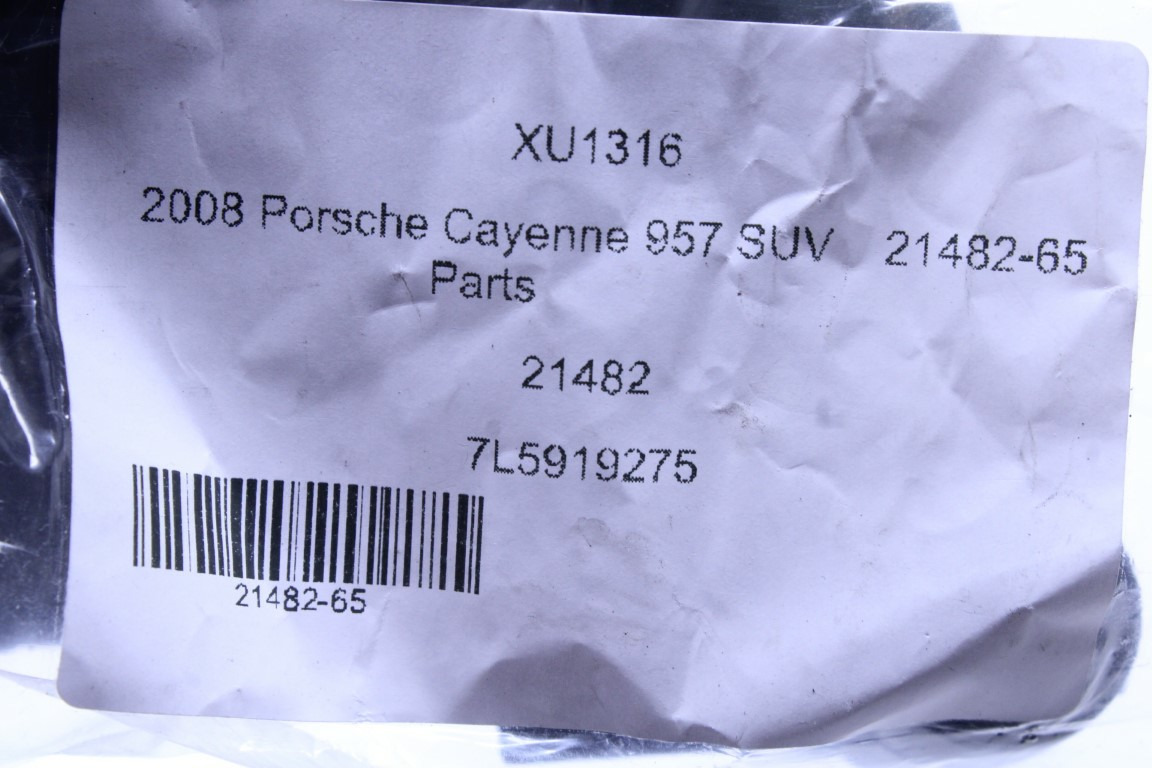 XU1316
2008 Porsche Cayenne 957 SUV 21482-65
Parts
21482
7L5919275
21482-65